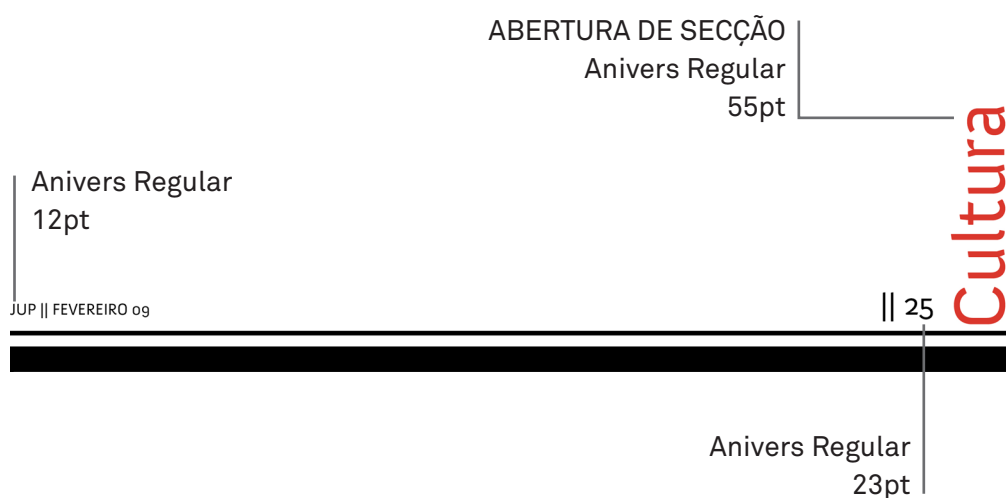 ABERTURA DE SECÇÃO
Anivers Regular
55pt
Cultura
Anivers Regular
12pt
JUP || FEVEREIRO 09
|| 25
Anivers Regular
23pt